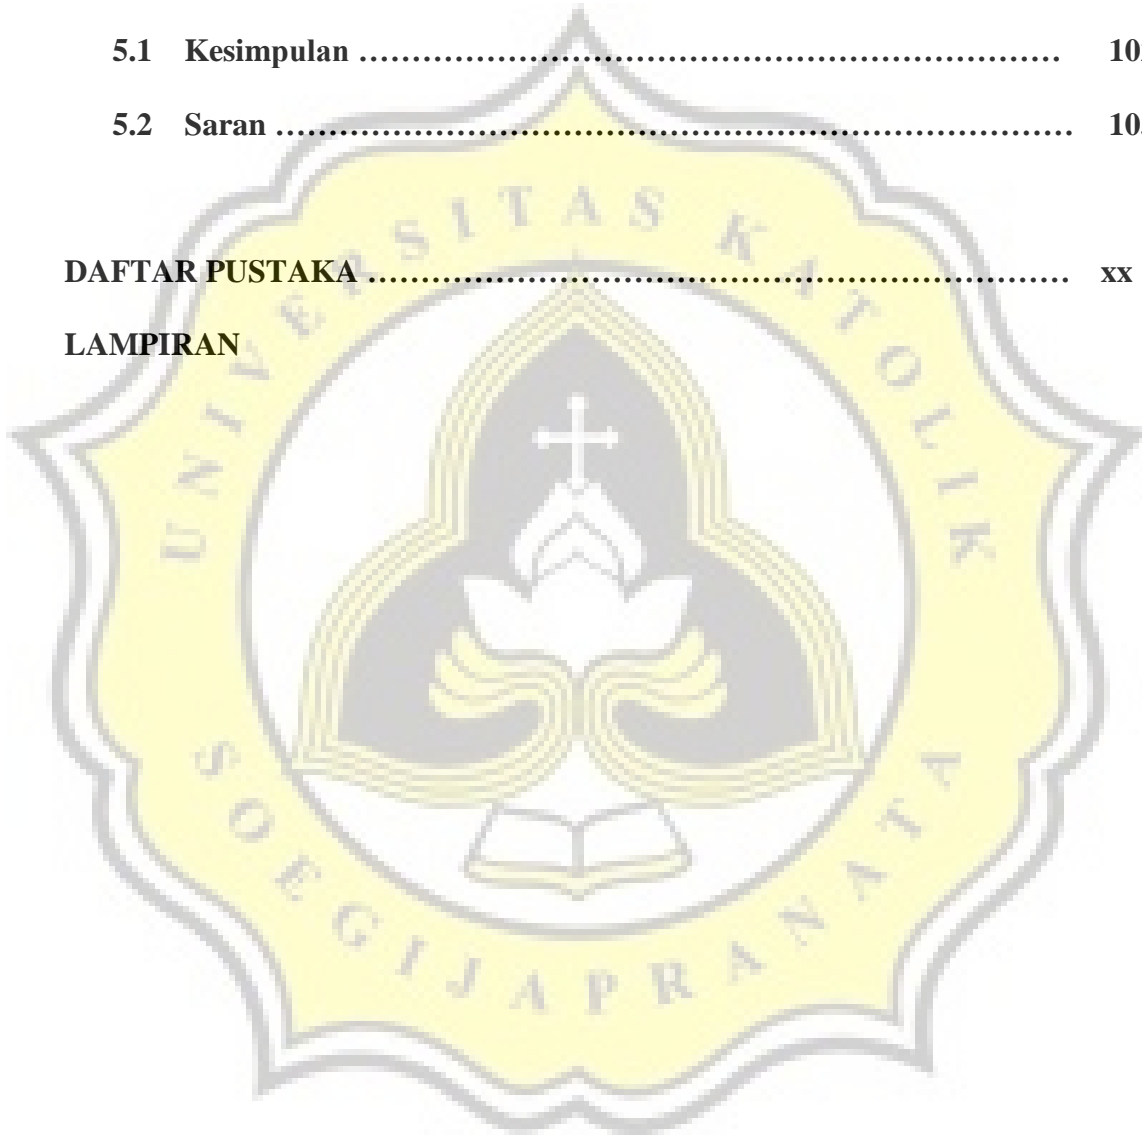 5.1 Kesimpulan ……………………………………………………………
5.2 Saran ……………………………………………………………………
DAFTAR PUSTAKA …………………………………………………………… xx
LAMPIRAN
UNIVERSITAS KATOLIK
SOEGIJAPRANATA